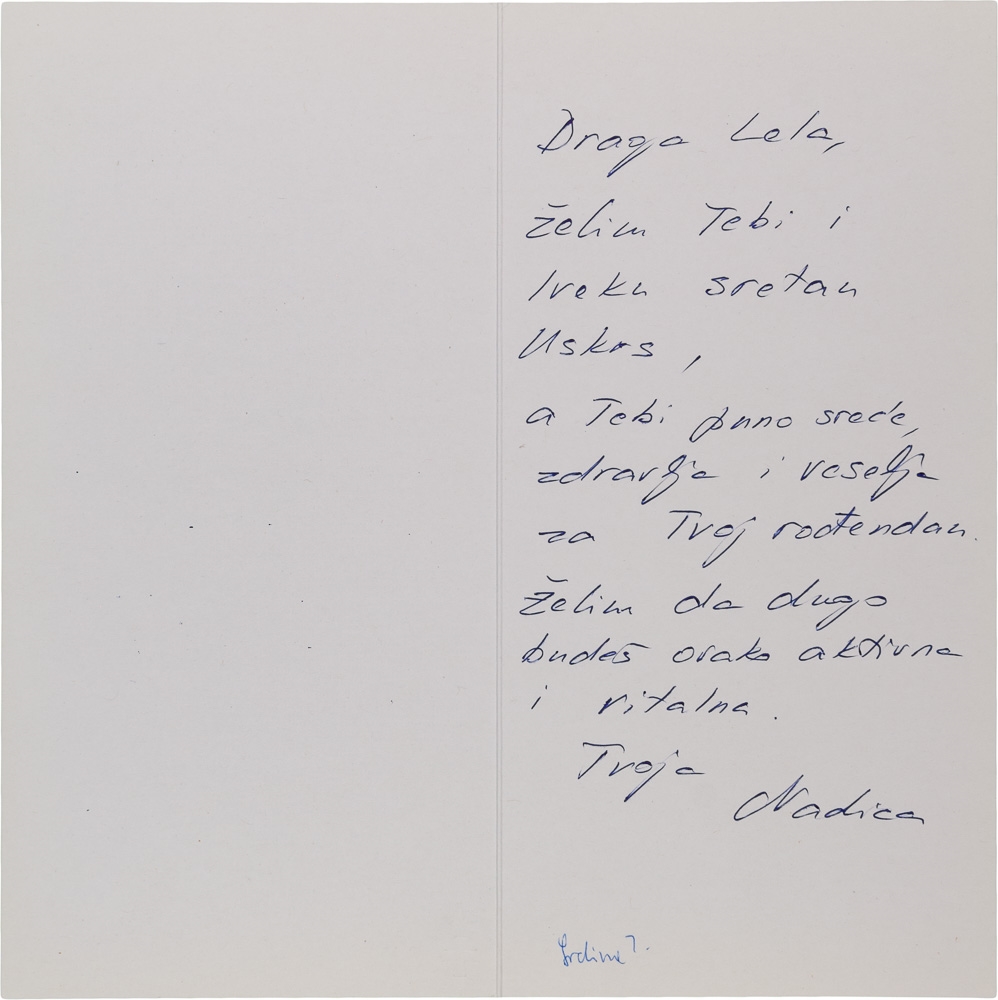 Draga Lela,
želim Tebi i
Iveku sretan
Uskrs ,
a Tebi puno sreće,
zdravlja i veselja
za Tvoj rođendan.
Želim da dugo
budeš ovako aktivna
i vitalna.
Tvoja
Nadica